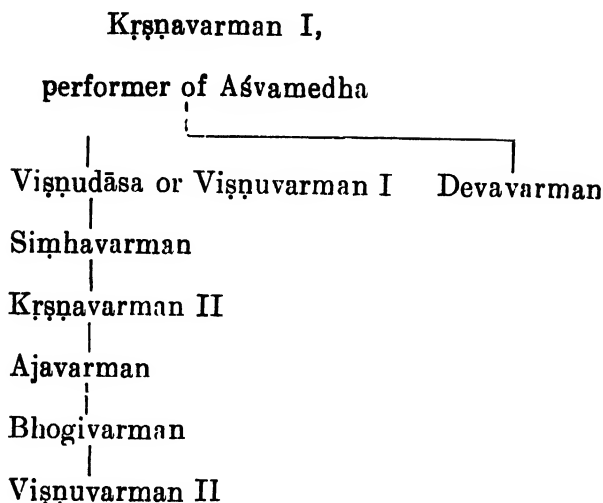 Kṛṣṇavarman I,
performer of Aśvamedha
Viṣṇudāsa or Viṣṇuvarman I Devavarman
Siṃhavarman
Kṛṣṇavarman II
Ajavarman
Bhogivarman
Viṣṇuvarman II